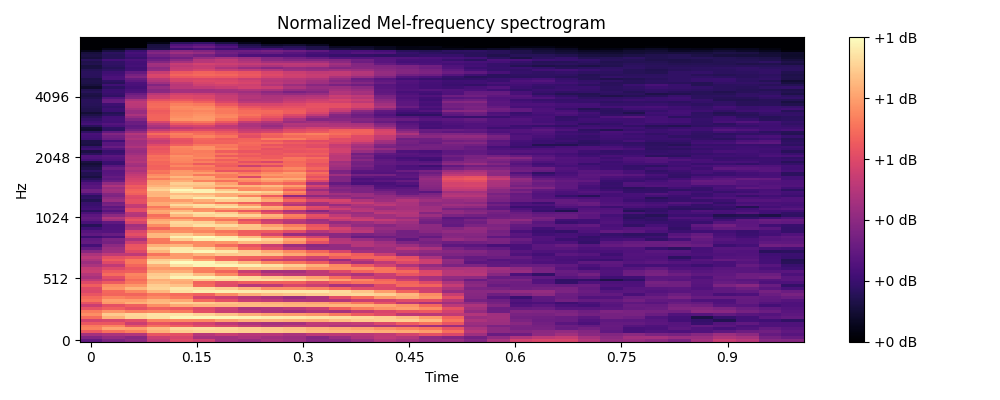 Normalized Mel-frequency spectrogram
Hz
4096
2048
1024
512
0
0 0.15 0.3 0.45 0.6 0.75 0.9
Time
+1 dB
+1 dB
+1 dB
+0 dB
+0 dB
+0 dB